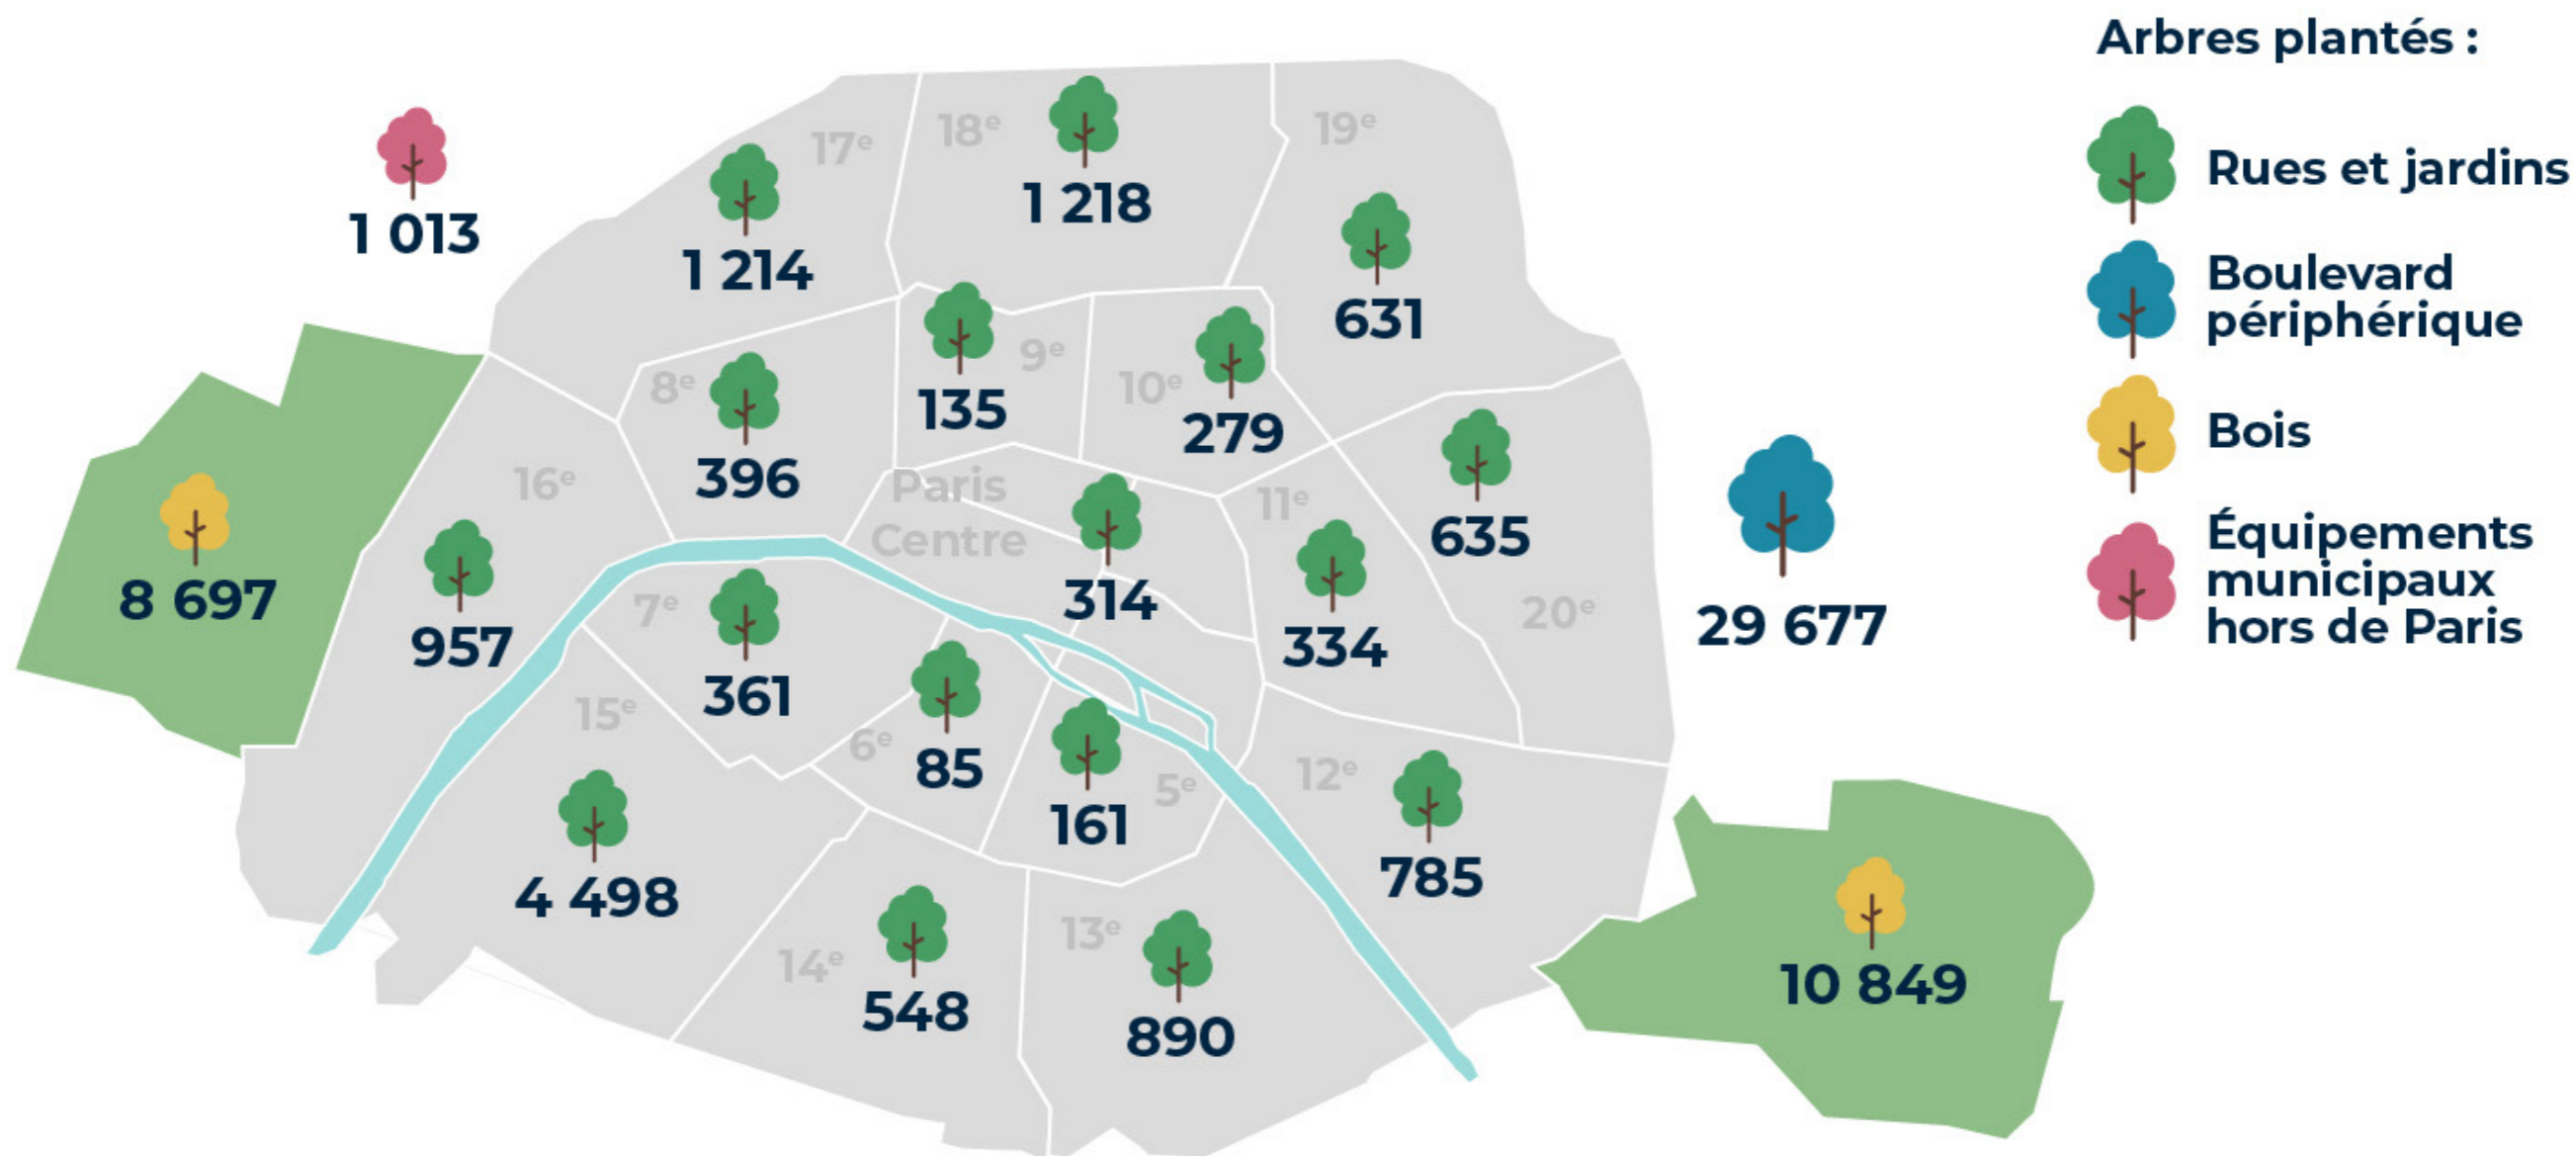 Arbres plantés :
Rues et jardins
Boulevard
périphérique
Bois
Équipements
municipaux
hors de Paris
1 013
17e
1 214
18e
1 218
19e
631
8e
396
9e
135
10e
279
16e
957
8 697
Paris
Centre
314
11e
334
635
20e
29 677
7e
361
6e
85
5e
161
15e
4 498
12e
785
14e
548
13e
890
10 849